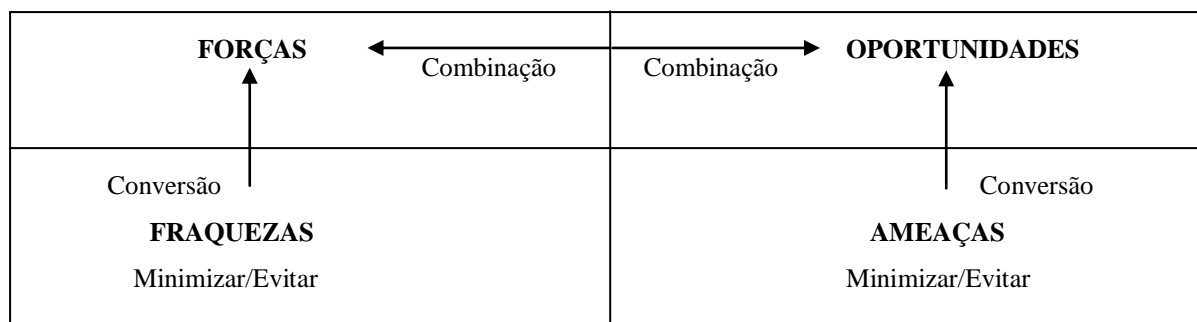 FORÇAS
Combinação
Combinação
OPORTUNIDADES
Conversão
Conversão
FRAQUEZAS
AMEAÇAS
Minimizar/Evitar
Minimizar/Evitar